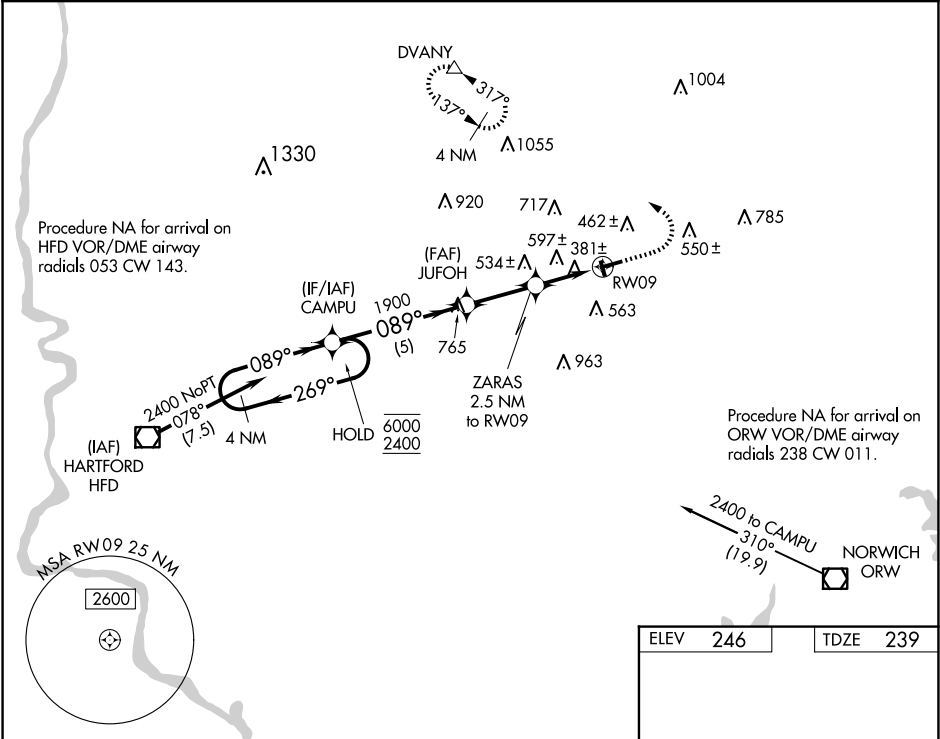 DVANY
317°
137°
4 NM
1004
1055
1330
920
717
462±
785
Procedure NA for arrival on
HFD VOR/DME airway
radials 053 CW 143.
(FAF)
JUFOH
534±
597±
381±
550±
RW09
(IF/IAF)
CAMPU
1900
089°
(5)
765
563
963
089°
269°
ZARAS
2.5 NM
to RW09
2400 NoPT
078°
(7.5)
4 NM
HOLD
6000
2400
(IAF)
HARTFORD
HFD
Procedure NA for arrival on
ORW VOR/DME airway
radials 238 CW 011.
2400 to CAMPU
310°
(19.9)
NORWICH
ORW
MSA RW09 25 NM
2600
ELEV 246
TDZE 239